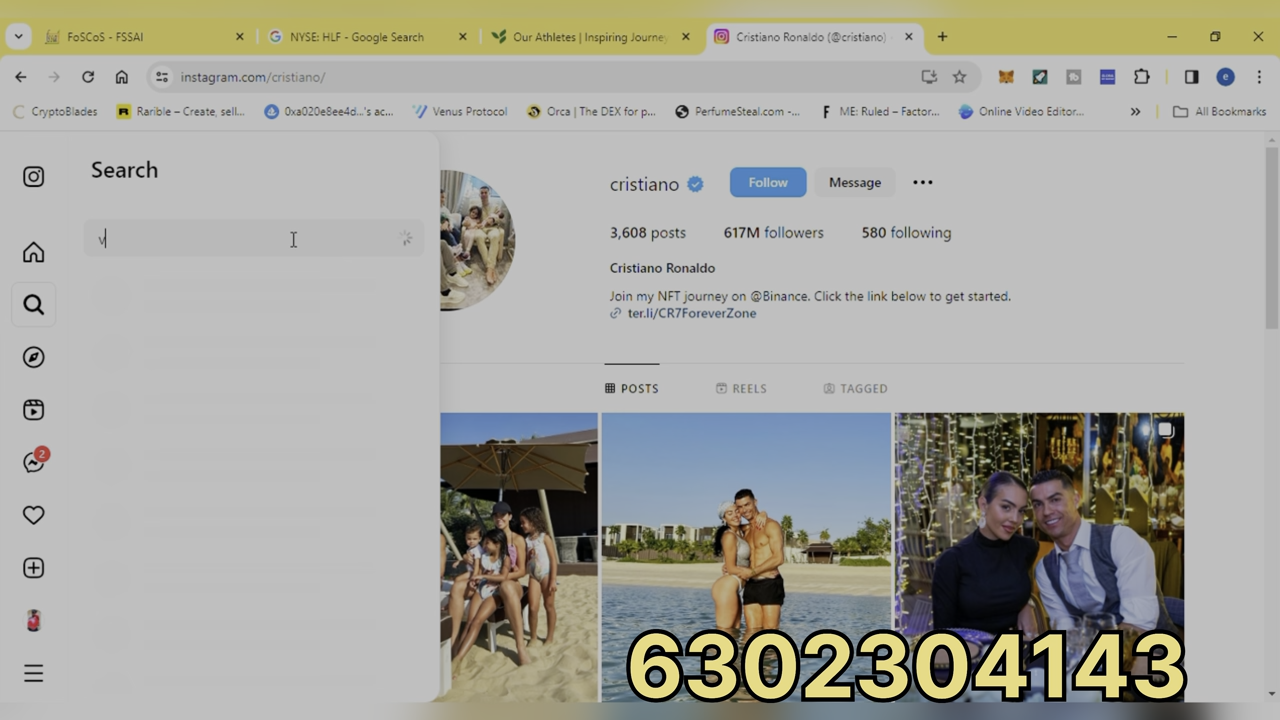 FoSCoS - FSSAI
NYSE: HLF - Google Search
Our Athletes | Inspiring Journe
Cristiano Ronaldo (@cristiano)
instagram.com/cristiano/
CryptoBlades
Rarible – Create, sell...
0xa020e8ee4d...'s ac...
Venus Protocol
Orca | The DEX for p...
PerfumeSteal.com -...
ME: Ruled – Factor...
Online Video Editor...
All Bookmarks
Search
v
cristiano
Follow
Message
3,608 posts 617M followers 580 following
Cristiano Ronaldo
Join my NFT journey on @Binance. Click the link below to get started.
ter.li/CR7ForeverZone
POSTS
REELS
TAGGED
2
6302304143